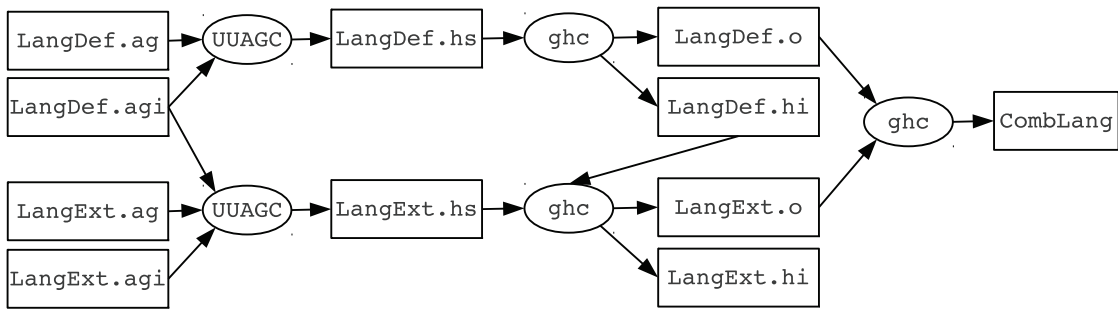 LangDef.ag
UUAGC
LangDef.hs
ghc
LangDef.o
LangDef.agi
LangDef.hi
ghc
CombLang
LangExt.ag
UUAGC
LangExt.hs
ghc
LangExt.o
LangExt.agi
LangExt.hi